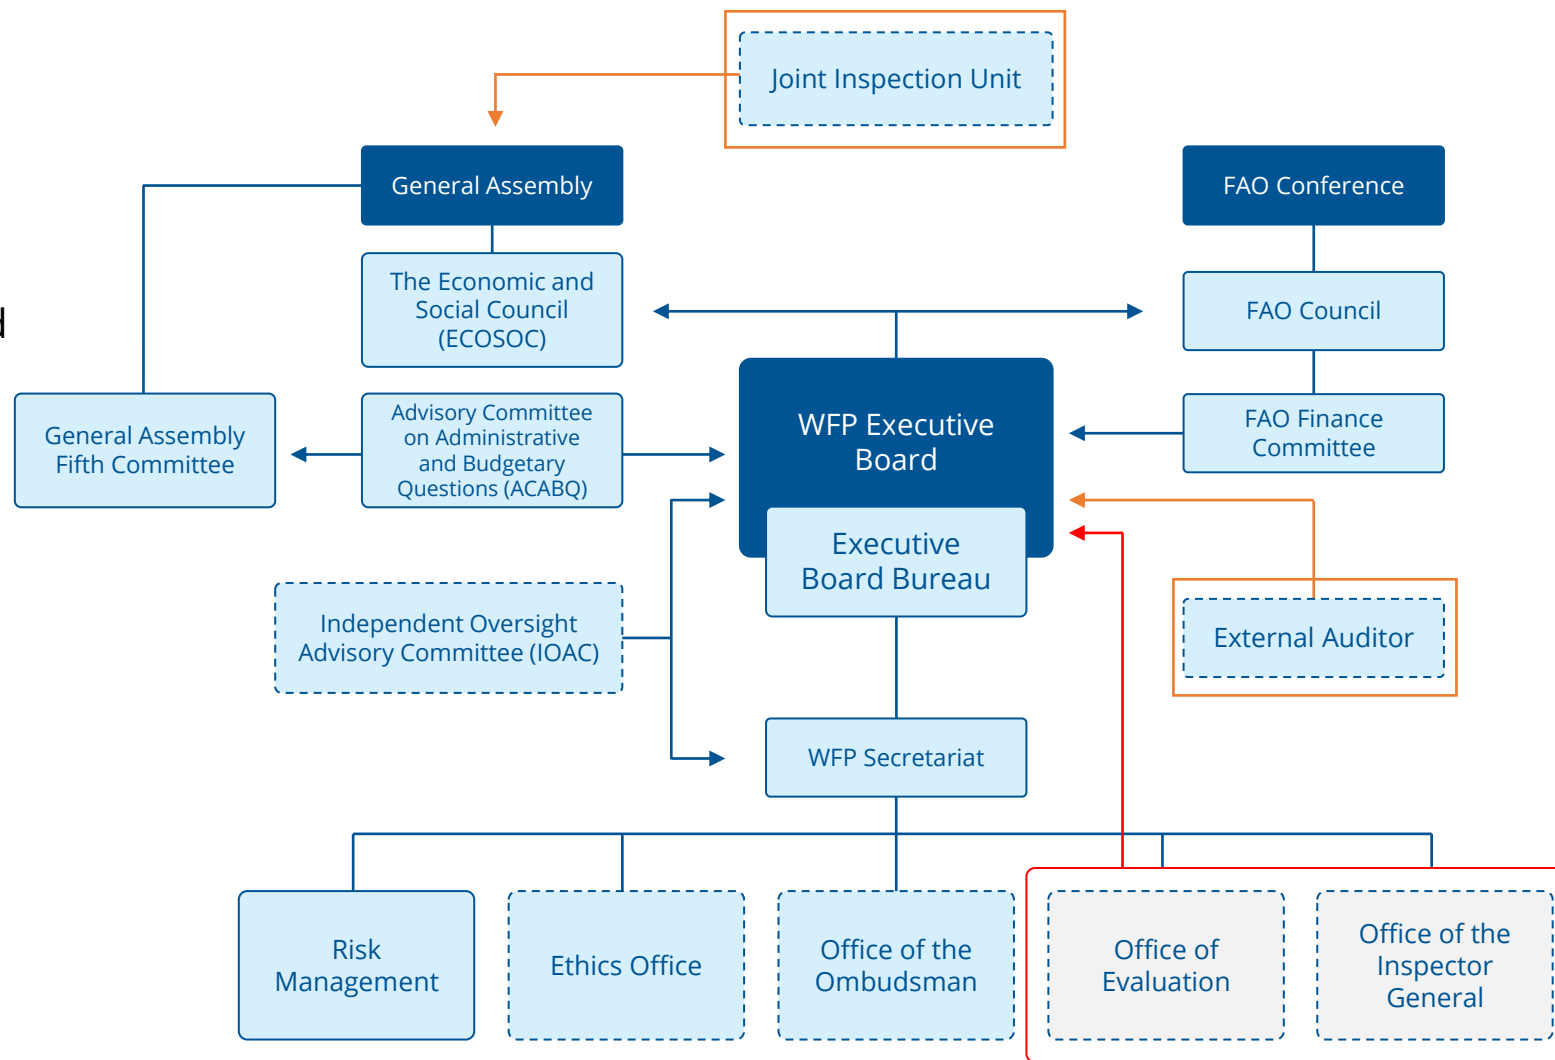 Joint Inspection Unit
General Assembly
FAO Conference
The Economic and
Social Council
(ECOSOC)
FAO Council
General Assembly
Fifth Committee
Advisory Committee
on Administrative
and Budgetary
Questions (ACABQ)
WFP Executive
Board
FAO Finance
Committee
Executive
Board Bureau
Independent Oversight
Advisory Committee (IOAC)
External Auditor
WFP Secretariat
Risk
Management
Ethics Office
Office of the
Ombudsman
Office of
Evaluation
Office of the
Inspector
General